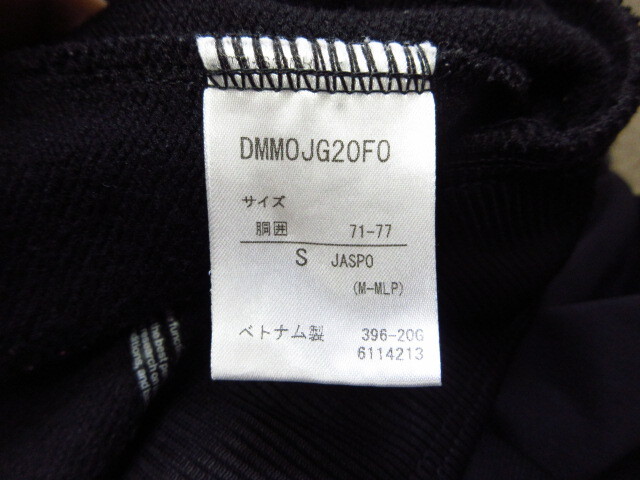 DMMOJG20F0
サイズ
胴囲 71-77
S JASPO
(M-MLP)
ベトナム製 396-20G
6114213